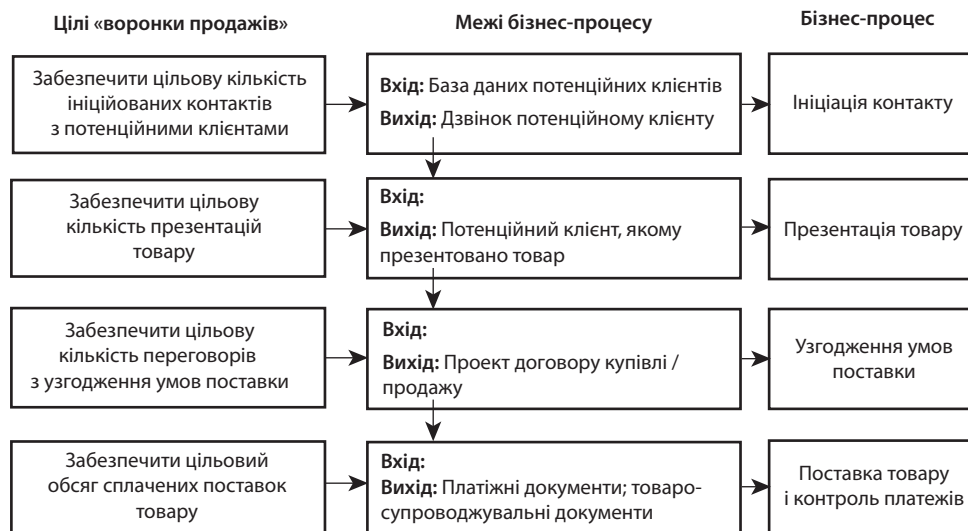 Цілі «воронки продажів»
Межі бізнес-процесу
Бізнес-процес
Забезпечити цільову кількість
ініційованих контактів
з потенційними клієнтами
Вхід: База даних потенційних клієнтів
Вихід: Дзвінок потенційному клієнту
Ініціація контакту
Забезпечити цільову
кількість презентацій
товару
Вхід:
Вихід: Потенційний клієнт, якому
презентовано товар
Презентація товару
Забезпечити цільову
кількість переговорів
з узгодження умов поставки
Вхід:
Вихід: Проект договору купівлі /
продажу
Узгодження умов
поставки
Забезпечити цільовий
обсяг сплачених поставок
товару
Вхід:
Вихід: Платіжні документи; товаро-
супроводжувальні документи
Поставка товару
і контроль платежів